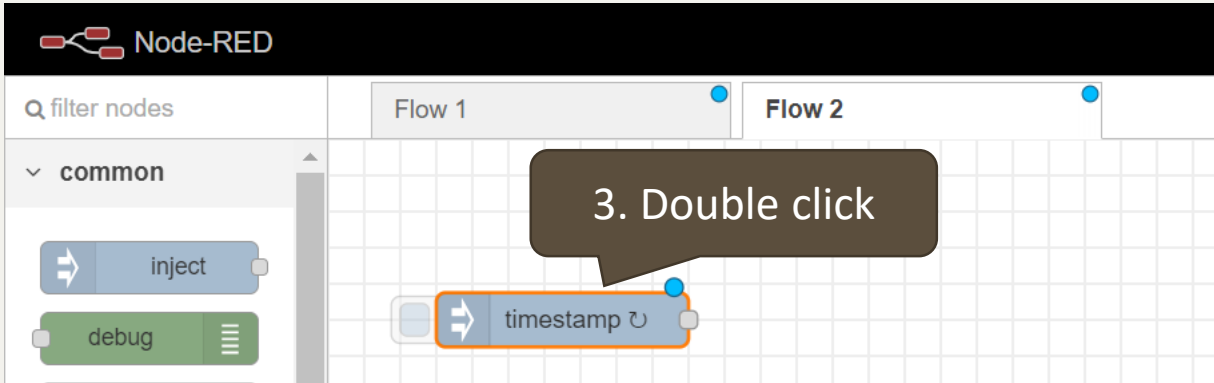 Node-RED
filter nodes
Flow 1
Flow 2
common
3. Double click
inject
timestamp ↻
debug